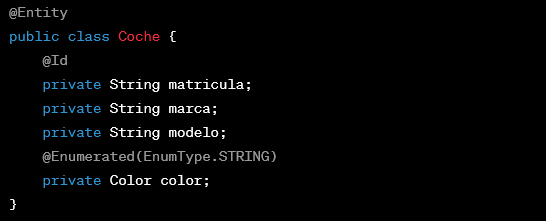 @Entity
public class Coche {
    @Id
    private String matricula;
    private String marca;
    private String modelo;
    @Enumerated(EnumType.STRING)
    private Color color;
}